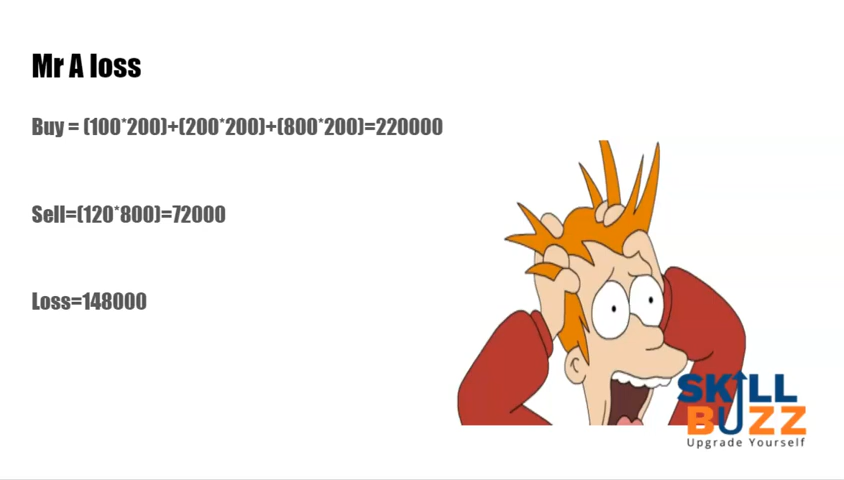 Mr A loss
Buy = (100*200)+(200*200)+(800*200)=220000
Sell=(120*800)=72000
Loss=148000
SKILL
BUZZ
Upgrade Yourself